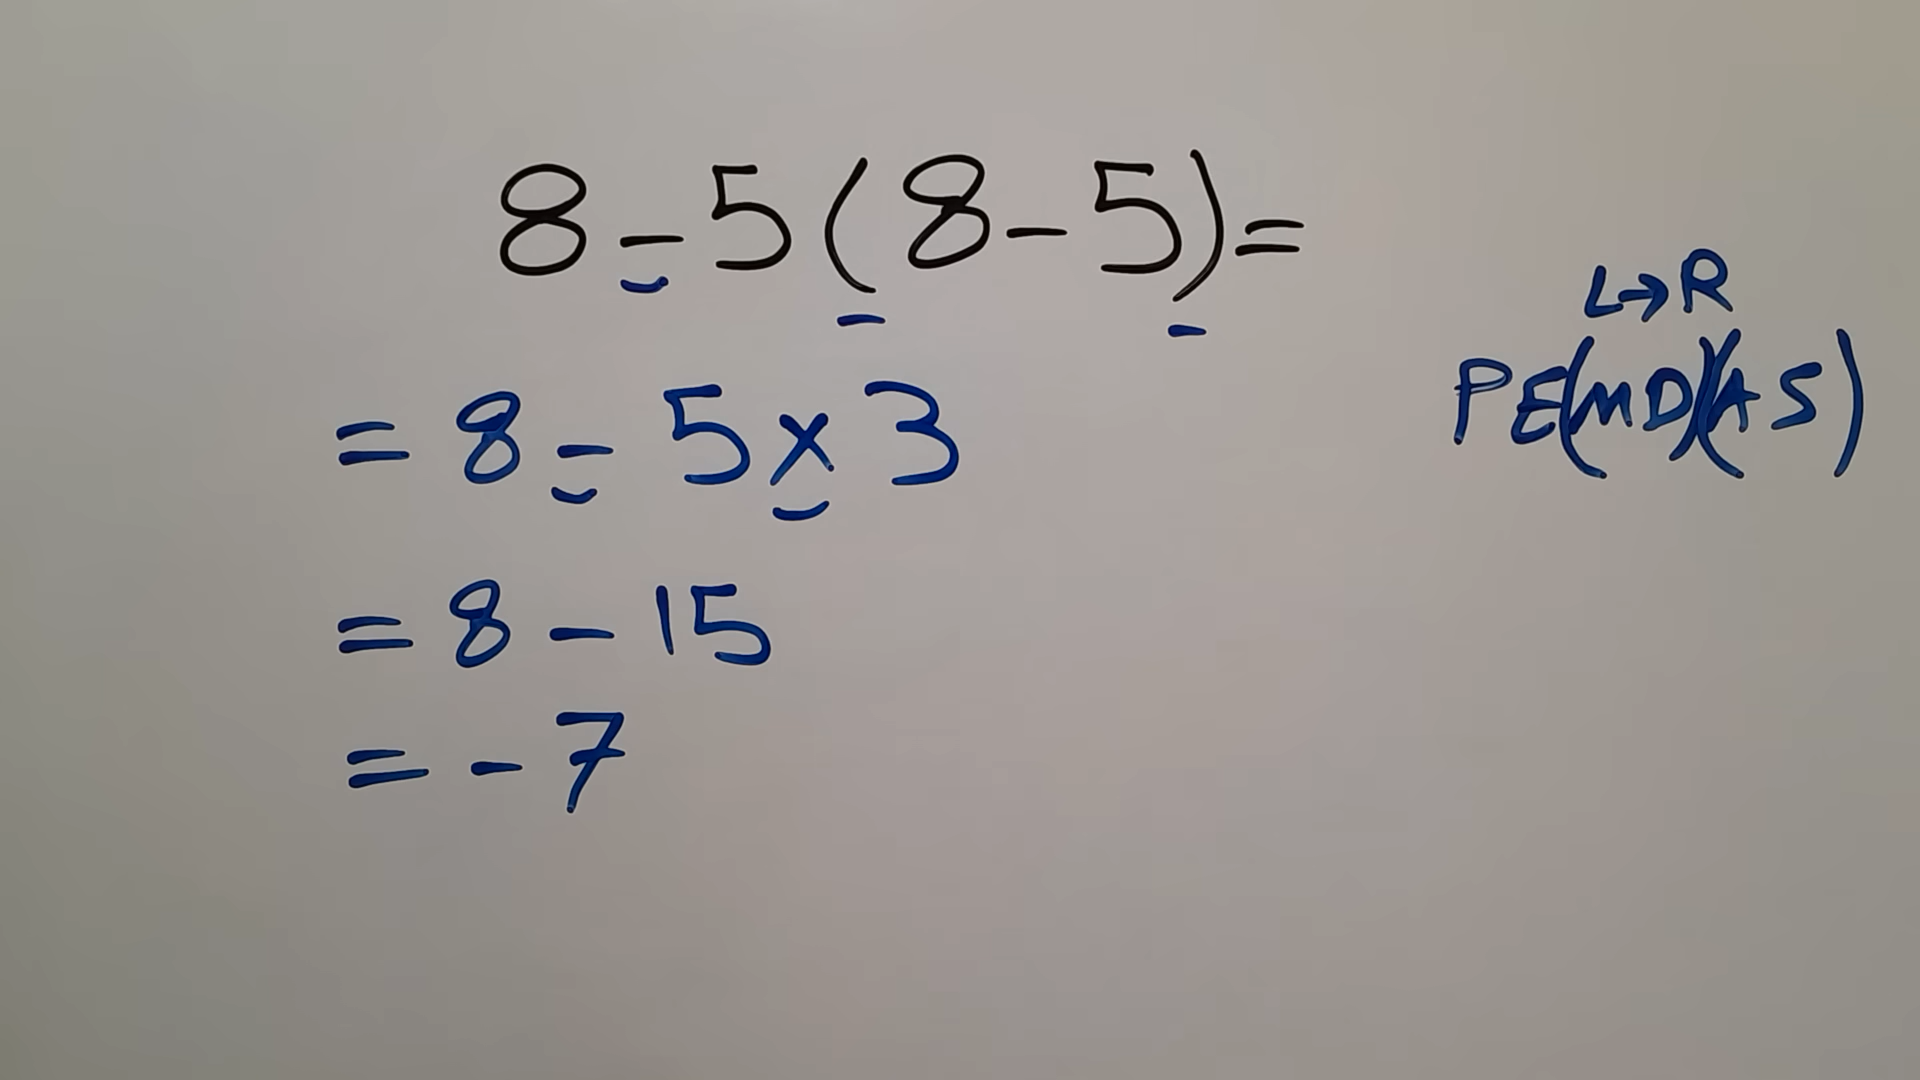 8-5(8-5)=
L→R
PE(MD)(AS)
=8-5×3
=8-15
=-7